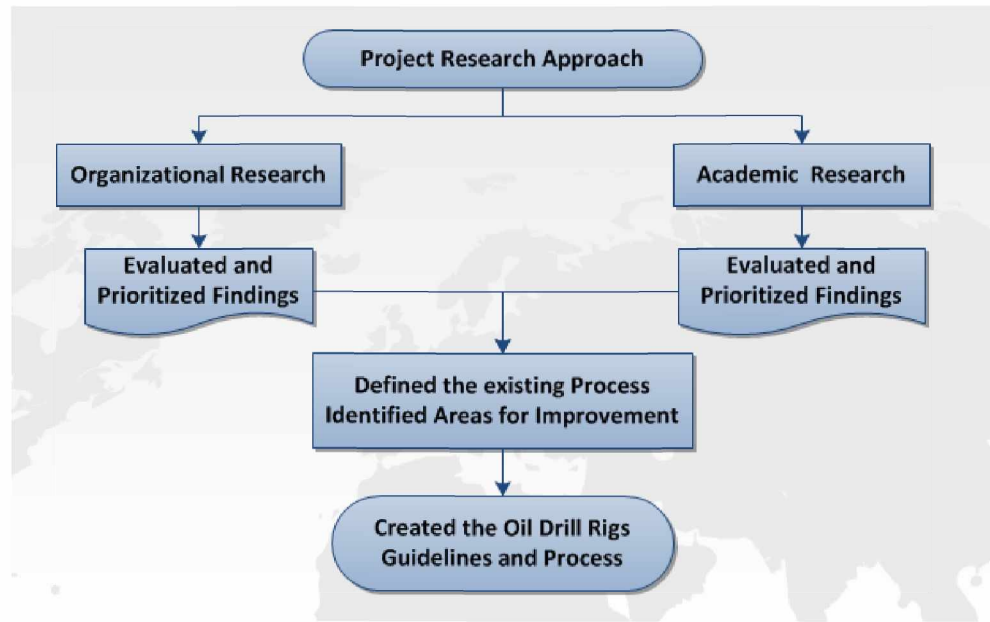 Project Research Approach
Organizational Research
Academic Research
Evaluated and
Prioritized Findings
Evaluated and
Prioritized Findings
Defined the existing Process
Identified Areas for Improvement
Created the Oil Drill Rigs
Guidelines and Process